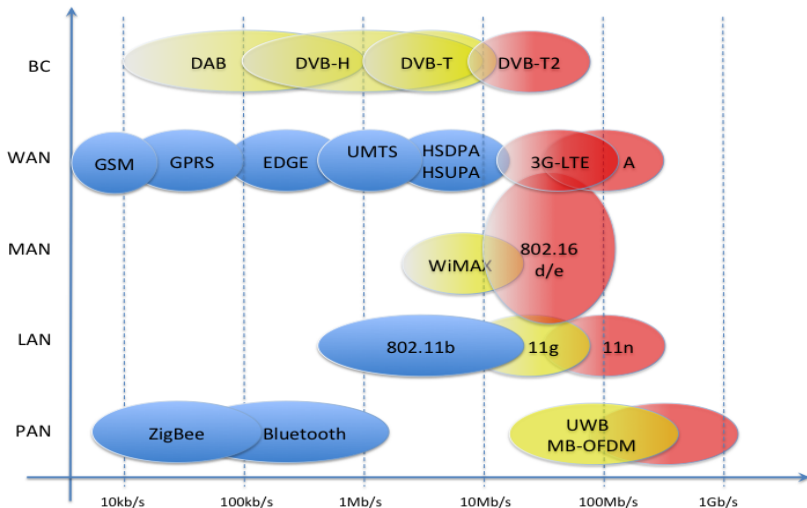 BC
DAB
DVB-H
DVB-T
DVB-T2
WAN
GSM
GPRS
EDGE
UMTS
HSDPA
HSUPA
3G-LTE
A
MAN
WiMAX
802.16
d/e
LAN
802.11b
11g
11n
PAN
ZigBee
Bluetooth
UWB
MB-OFDM
10kb/s
100kb/s
1Mb/s
10Mb/s
100Mb/s
1Gb/s